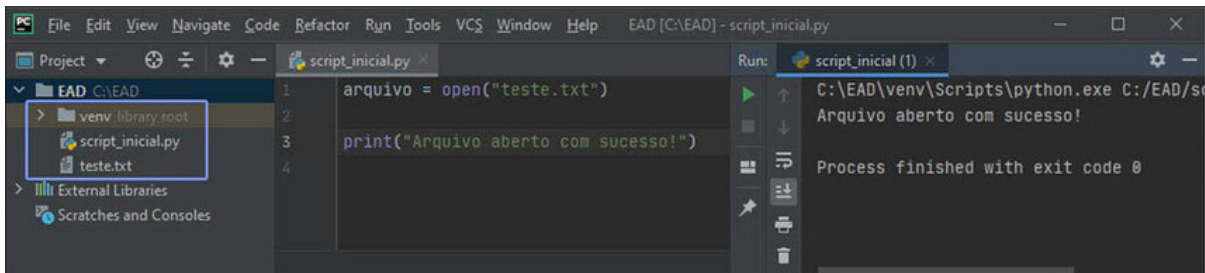 PC File Edit View Navigate Code Refactor Run Tools VCS Window Help EAD [C:\EAD] - script_inicial.py
Project
script_inicial.py
Run: script_inicial (1)
EAD C:\EAD
venv library root
script_inicial.py
teste.txt
External Libraries
Scratches and Consoles
1 arquivo = open("teste.txt")
2
3 print("Arquivo aberto com sucesso!")
4
C:\EAD\venv\Scripts\python.exe C:/EAD/sc
Arquivo aberto com sucesso!
Process finished with exit code 0